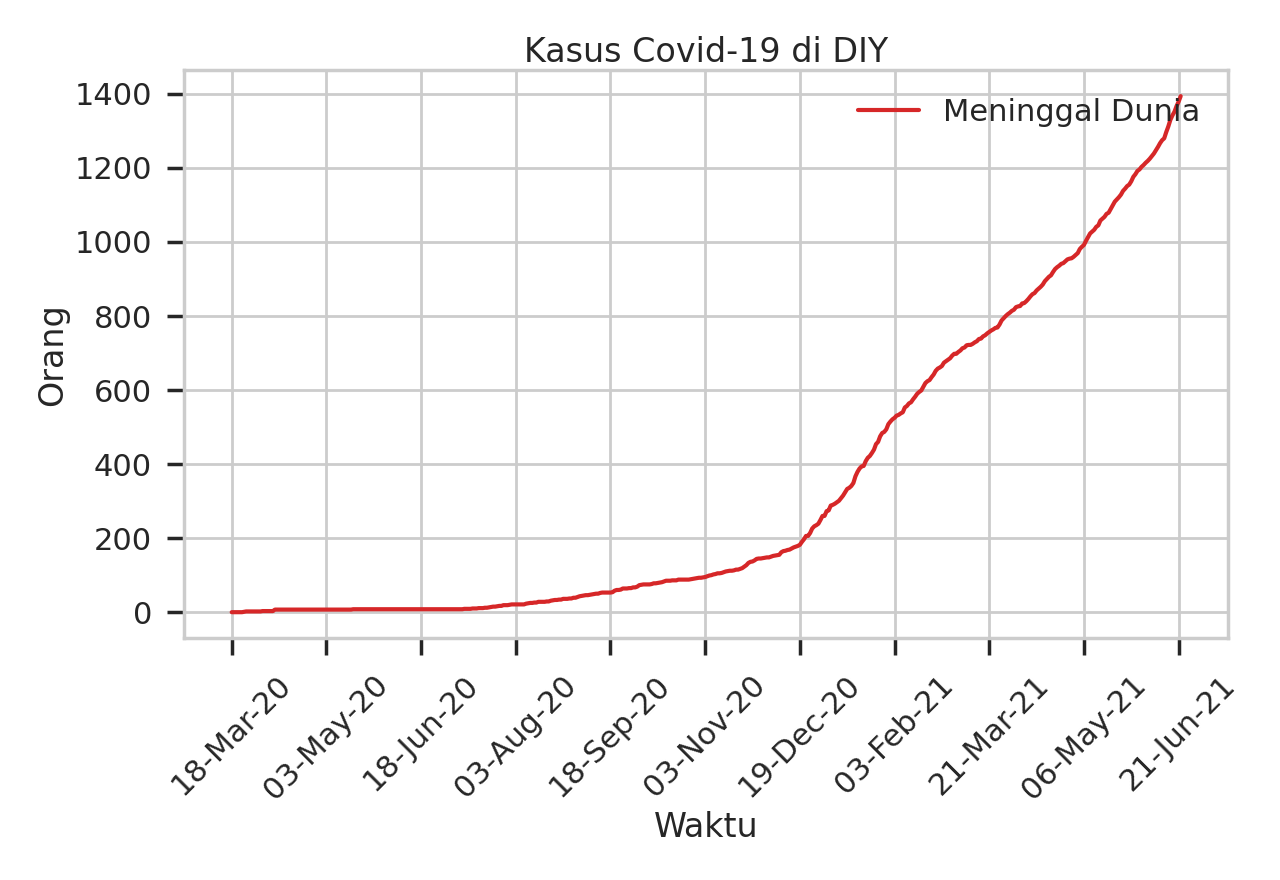 Kasus Covid-19 di DIY
Meninggal Dunia
1400
1200
1000
800
600
400
200
0
Orang
18-Mar-20
03-May-20
18-Jun-20
03-Aug-20
18-Sep-20
03-Nov-20
19-Dec-20
03-Feb-21
21-Mar-21
06-May-21
21-Jun-21
Waktu